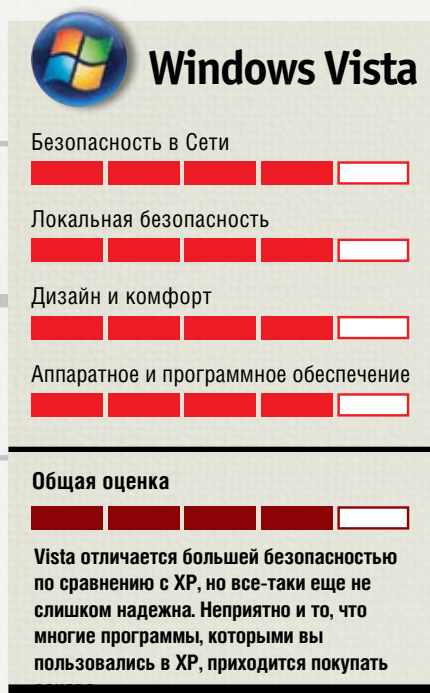 Windows Vista
Безопасность в Сети
Локальная безопасность
Дизайн и комфорт
Аппаратное и программное обеспечение
Общая оценка
Vista отличается большей безопасностью
по сравнению с XP, но все-таки еще не
слишком надежна. Неприятно и то, что
многие программы, которыми вы
пользовались в XP, приходится покупать